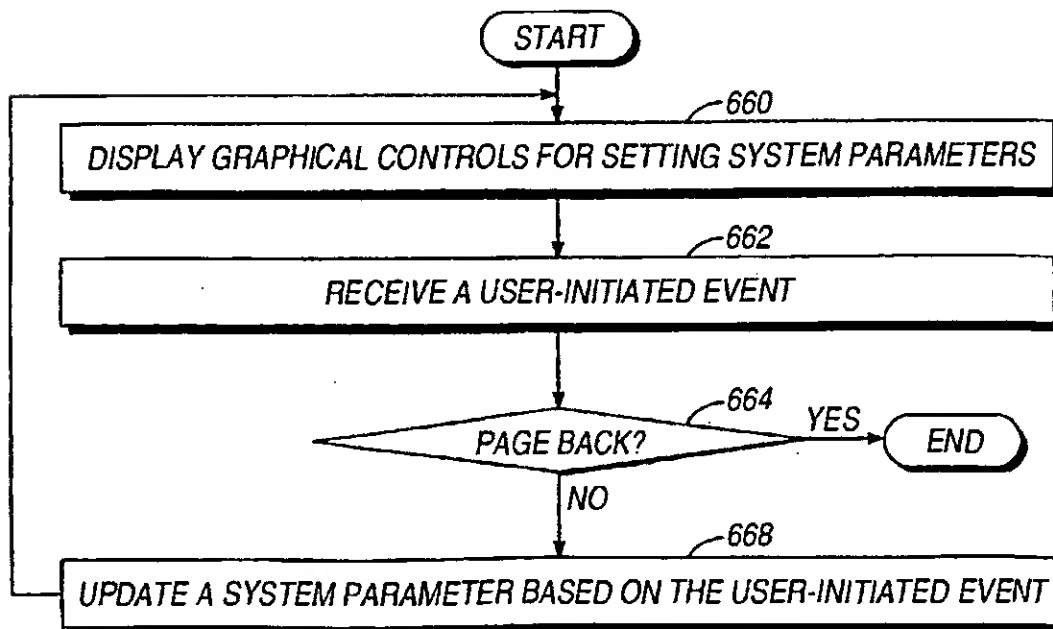 START
660
DISPLAY GRAPHICAL CONTROLS FOR SETTING SYSTEM PARAMETERS
662
RECEIVE A USER-INITIATED EVENT
664
PAGE BACK?
YES
END
NO
668
UPDATE A SYSTEM PARAMETER BASED ON THE USER-INITIATED EVENT